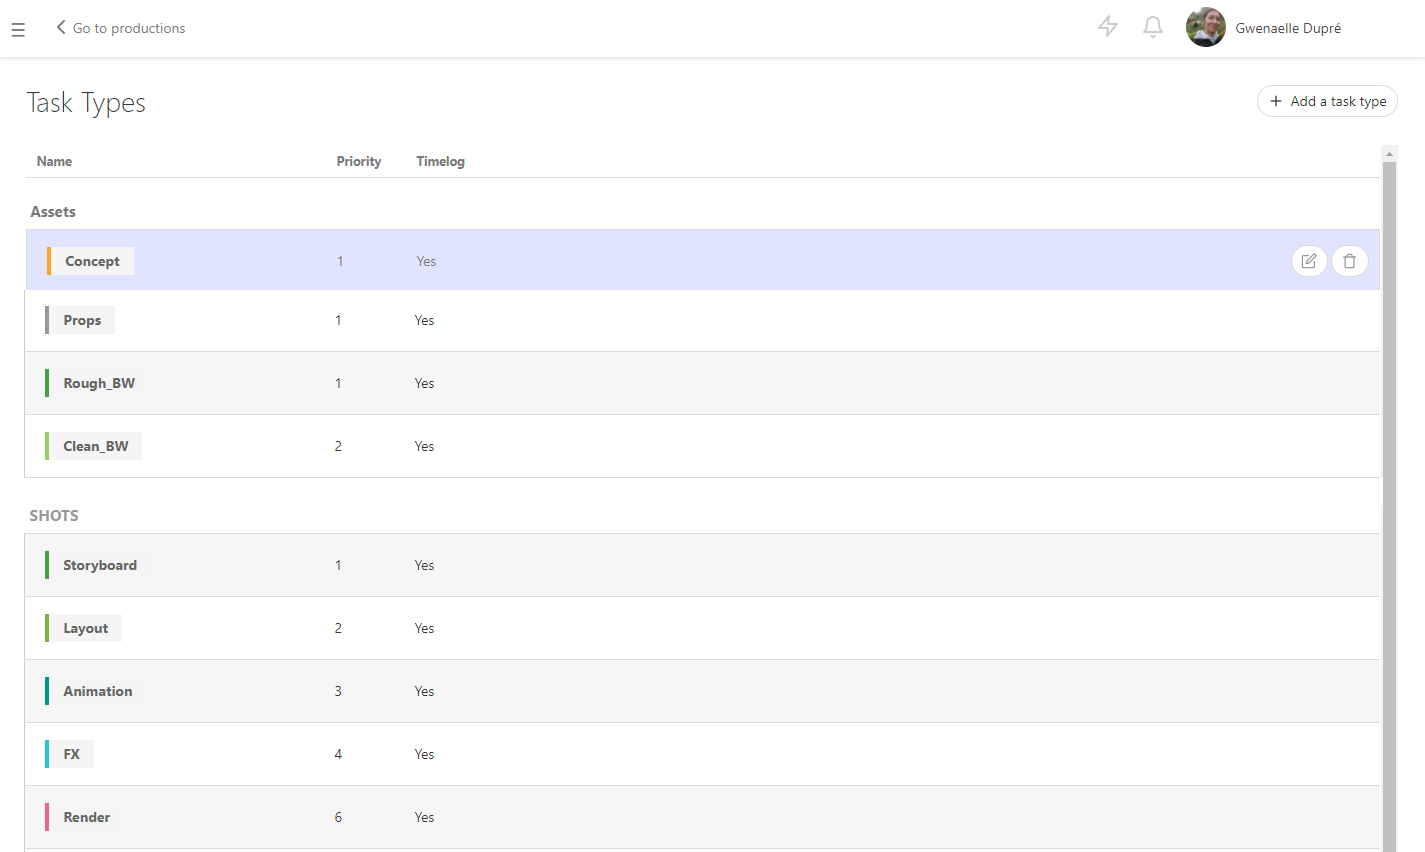 Go to productions
Gwenaelle Dupré
Task Types
Add a task type
Name Priority Timelog
Assets
Concept 1 Yes
Props 1 Yes
Rough_BW 1 Yes
Clean_BW 2 Yes
SHOTS
Storyboard 1 Yes
Layout 2 Yes
Animation 3 Yes
FX 4 Yes
Render 6 Yes